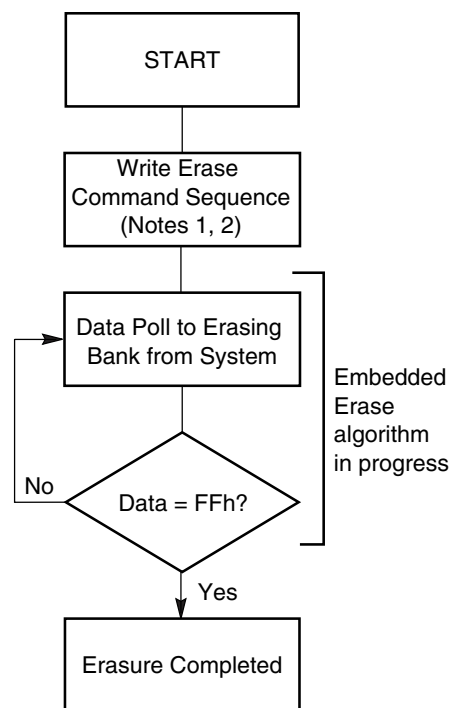 START
Write Erase
Command Sequence
(Notes 1, 2)
Data Poll to Erasing
Bank from System
Embedded
Erase
algorithm
in progress
No
Data = FFh?
Yes
Erasure Completed